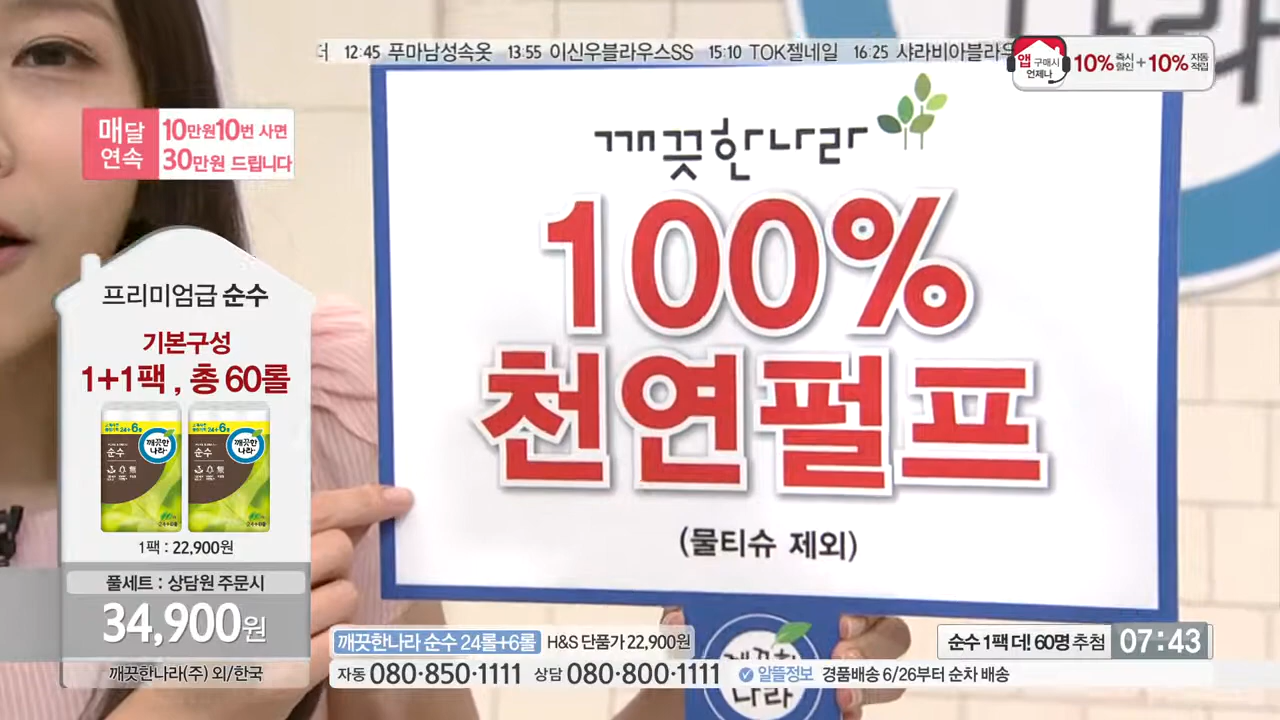 12:45 푸마남성속옷 13:55 이신우블라우스SS 15:10 TOK젤네일 16:25 사라비아블라우
앱 구매시 언제나 10% 즉시할인 + 10% 자동적립
매달 연속
10만원10번 사면
30만원 드립니다
깨끗한나라
100%
천연펄프
(물티슈 제외)
프리미엄급 순수
기본구성
1+1팩, 총 60롤
깨끗한나라
순수
깨끗한나라
순수
1팩 : 22,900원
풀세트 : 상담원 주문시
34,900원
깨끗한나라(주) 외/한국
깨끗한나라 순수 24롤+6롤 H&S 단품가 22,900원
순수 1팩 더! 60명 추첨 07:43
자동 080·850·1111 상담 080·800·1111
알뜰정보 경품배송 6/26부터 순차 배송